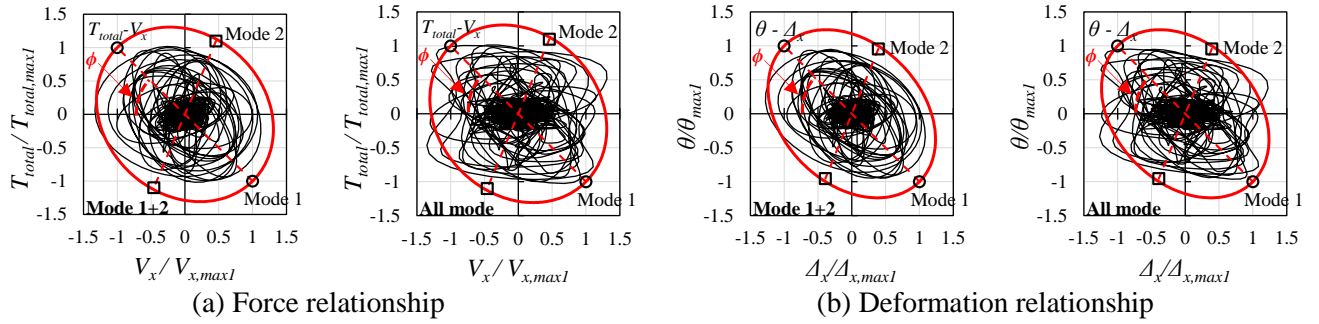 T_total / T_total,max1
1.5
1
0.5
0
-0.5
-1
-1.5
T_total-V_x
Mode 2
ϕ
Mode 1
Mode 1+2
-1.5 -1 -0.5 0 0.5 1 1.5
V_x / V_x,max1
T_total / T_total,max1
1.5
1
0.5
0
-0.5
-1
-1.5
T_total-V_x
Mode 2
ϕ
Mode 1
All mode
-1.5 -1 -0.5 0 0.5 1 1.5
V_x / V_x,max1
(a) Force relationship
θ/θ_max1
1.5
1
0.5
0
-0.5
-1
-1.5
θ - Δ_x
Mode 2
ϕ
Mode 1
Mode 1+2
-1.5 -1 -0.5 0 0.5 1 1.5
Δ_x/Δ_x,max1
θ/θ_max1
1.5
1
0.5
0
-0.5
-1
-1.5
θ - Δ_x
Mode 2
ϕ
Mode 1
All mode
-1.5 -1 -0.5 0 0.5 1 1.5
Δ_x/Δ_x,max1
(b) Deformation relationship